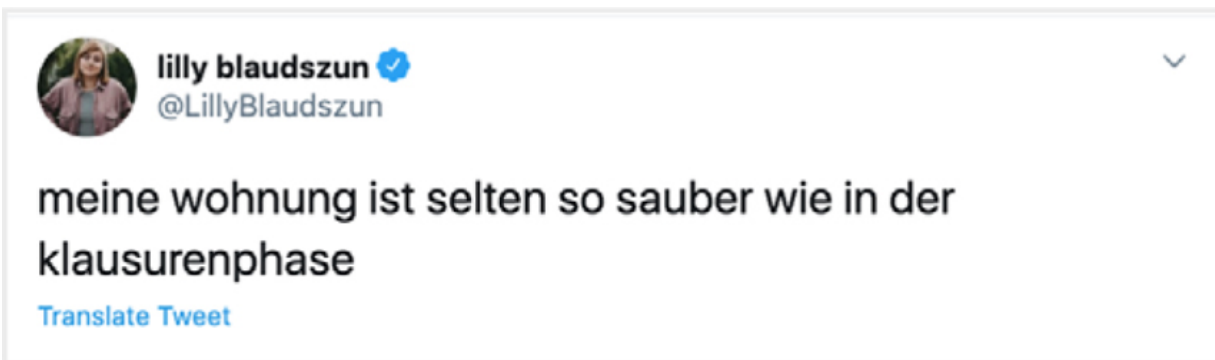 lilly blaudszun
@LillyBlaudszun
meine wohnung ist selten so sauber wie in der
klausurenphase
Translate Tweet